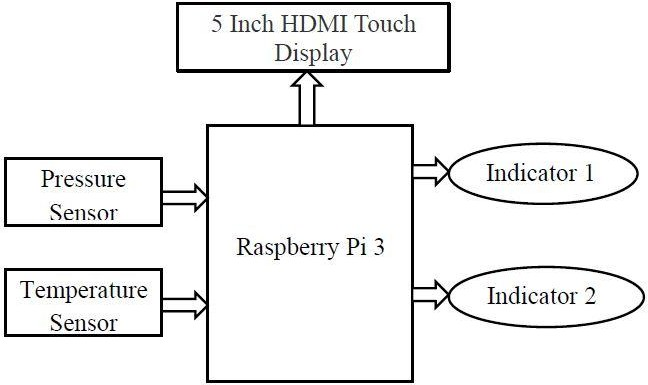 5 Inch HDMI Touch
Display
Pressure
Sensor
Temperature
Sensor
Raspberry Pi 3
Indicator 1
Indicator 2